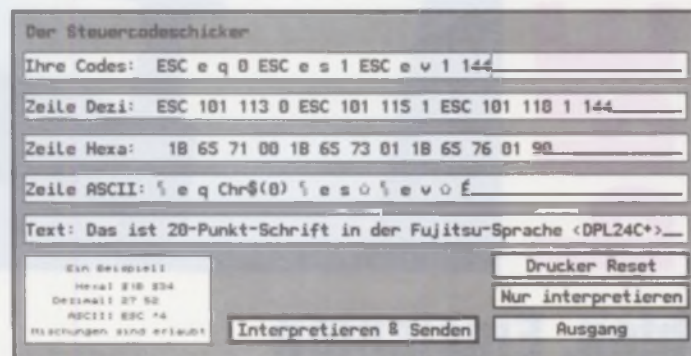 Der Steuercodeschicker
Ihre Codes: ESC e q 0 ESC e s 1 ESC e v 1 144
Zeile Dezi: ESC 101 113 0 ESC 101 115 1 ESC 101 118 1 144
Zeile Hexa: 1B 65 71 00 1B 65 73 01 1B 65 76 01 90
Zeile ASCII: e q Chr$(0) e s e v É
Text: Das ist 20-Punkt-Schrift in der Fujitsu-Sprache <DPL24C+>
Ein Beispiel:
Hexa: $1B $34
Dezimal: 27 52
ASCII: ESC ^4
Mischungen sind erlaubt
Interpretieren & Senden
Drucker Reset
Nur interpretieren
Ausgang